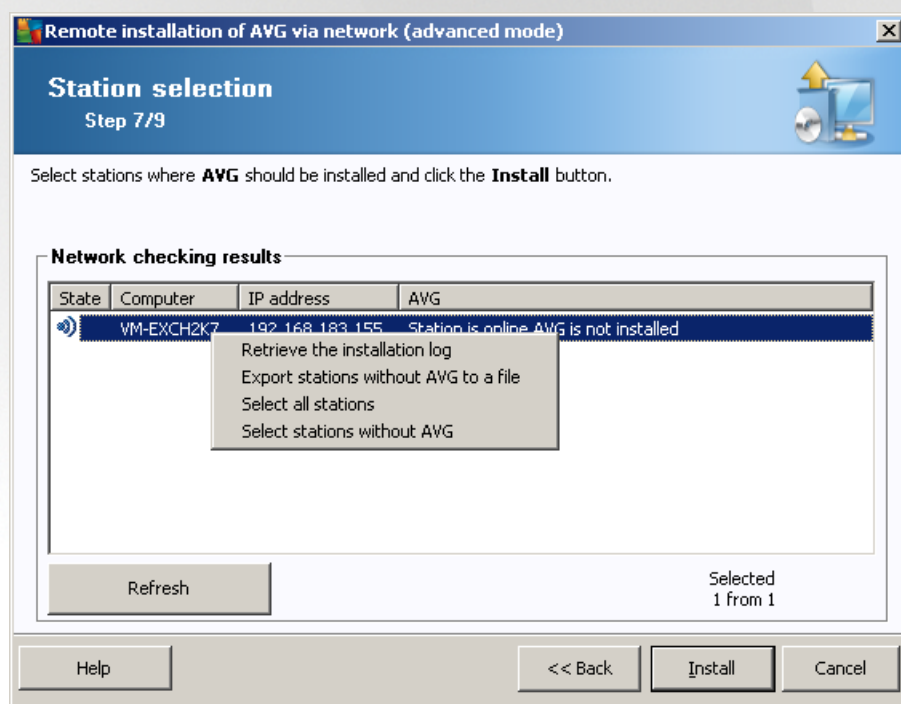 Remote installation of AVG via network (advanced mode)
Station selection
Step 7/9
Select stations where AVG should be installed and click the Install button.
Network checking results
State Computer IP address AVG
VM-EXCH2K7 192.168.183.155 Station is online AVG is not installed
Retrieve the installation log
Export stations without AVG to a file
Select all stations
Select stations without AVG
Refresh
Selected
1 from 1
Help << Back Install Cancel